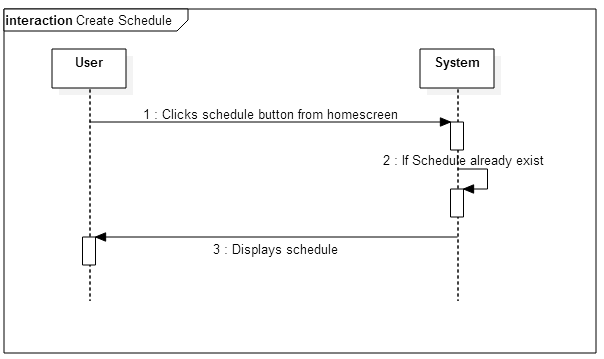 interaction Create Schedule
User
System
1 : Clicks schedule button from homescreen
2 : If Schedule already exist
3 : Displays schedule